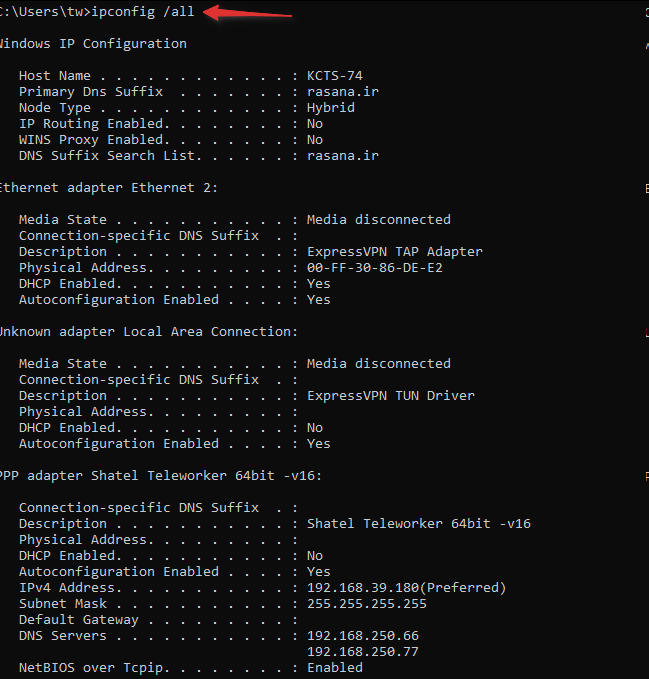 C:\Users\tw>ipconfig /all
Windows IP Configuration
Host Name . . . . . . . . . . . . : KCTS-74
Primary Dns Suffix  . . . . . . . : rasana.ir
Node Type . . . . . . . . . . . . : Hybrid
IP Routing Enabled. . . . . . . . : No
WINS Proxy Enabled. . . . . . . . : No
DNS Suffix Search List. . . . . . : rasana.ir
Ethernet adapter Ethernet 2:
Media State . . . . . . . . . . . : Media disconnected
Connection-specific DNS Suffix  . :
Description . . . . . . . . . . . : ExpressVPN TAP Adapter
Physical Address. . . . . . . . . : 00-FF-30-86-DE-E2
DHCP Enabled. . . . . . . . . . . : Yes
Autoconfiguration Enabled . . . . : Yes
Unknown adapter Local Area Connection:
Media State . . . . . . . . . . . : Media disconnected
Connection-specific DNS Suffix  . :
Description . . . . . . . . . . . : ExpressVPN TUN Driver
Physical Address. . . . . . . . . :
DHCP Enabled. . . . . . . . . . . : No
Autoconfiguration Enabled . . . . : Yes
PPP adapter Shatel Teleworker 64bit -v16:
Connection-specific DNS Suffix  . :
Description . . . . . . . . . . . : Shatel Teleworker 64bit -v16
Physical Address. . . . . . . . . :
DHCP Enabled. . . . . . . . . . . : No
Autoconfiguration Enabled . . . . : Yes
IPv4 Address. . . . . . . . . . . : 192.168.39.180(Preferred)
Subnet Mask . . . . . . . . . . . : 255.255.255.255
Default Gateway . . . . . . . . . :
DNS Servers . . . . . . . . . . . : 192.168.250.66
192.168.250.77
NetBIOS over Tcpip. . . . . . . . : Enabled